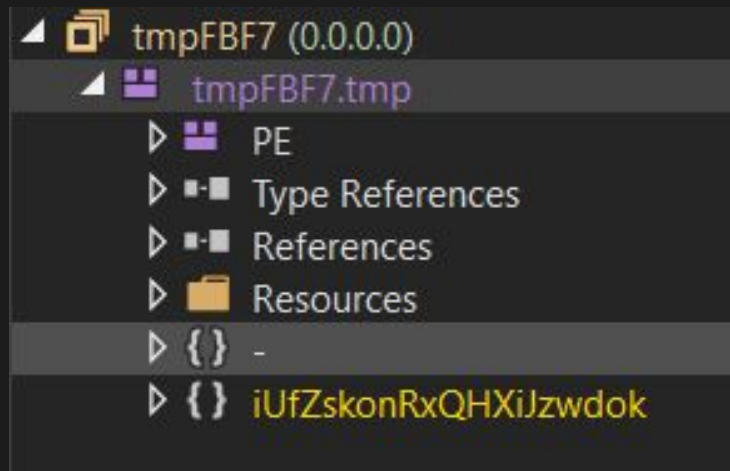 tmpFBF7 (0.0.0.0)
tmpFBF7.tmp
PE
Type References
References
Resources
{ } -
{ } iUfZskonRxQHXiJzwdok